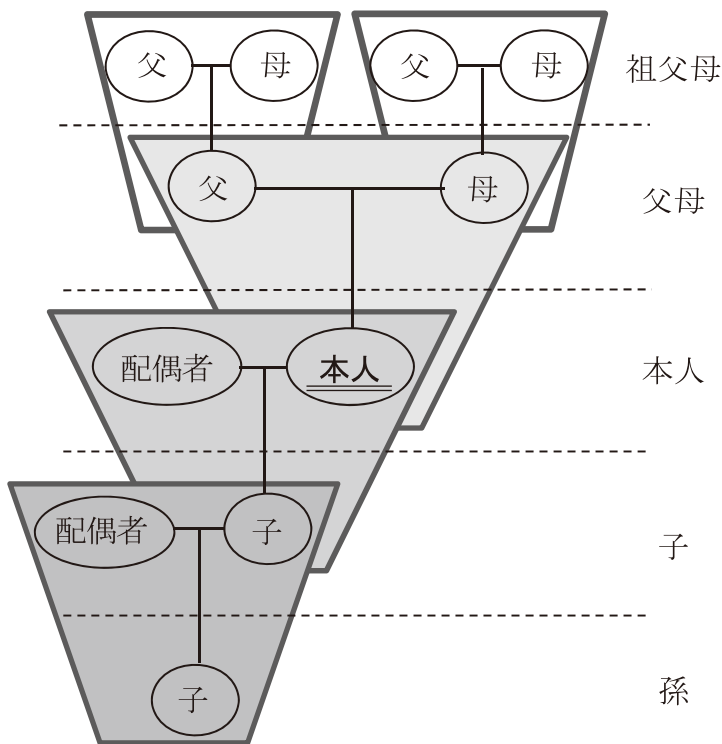 父 母 父 母 祖父母
父 母 父母
配偶者 本人 本人
配偶者 子 子
子 孫